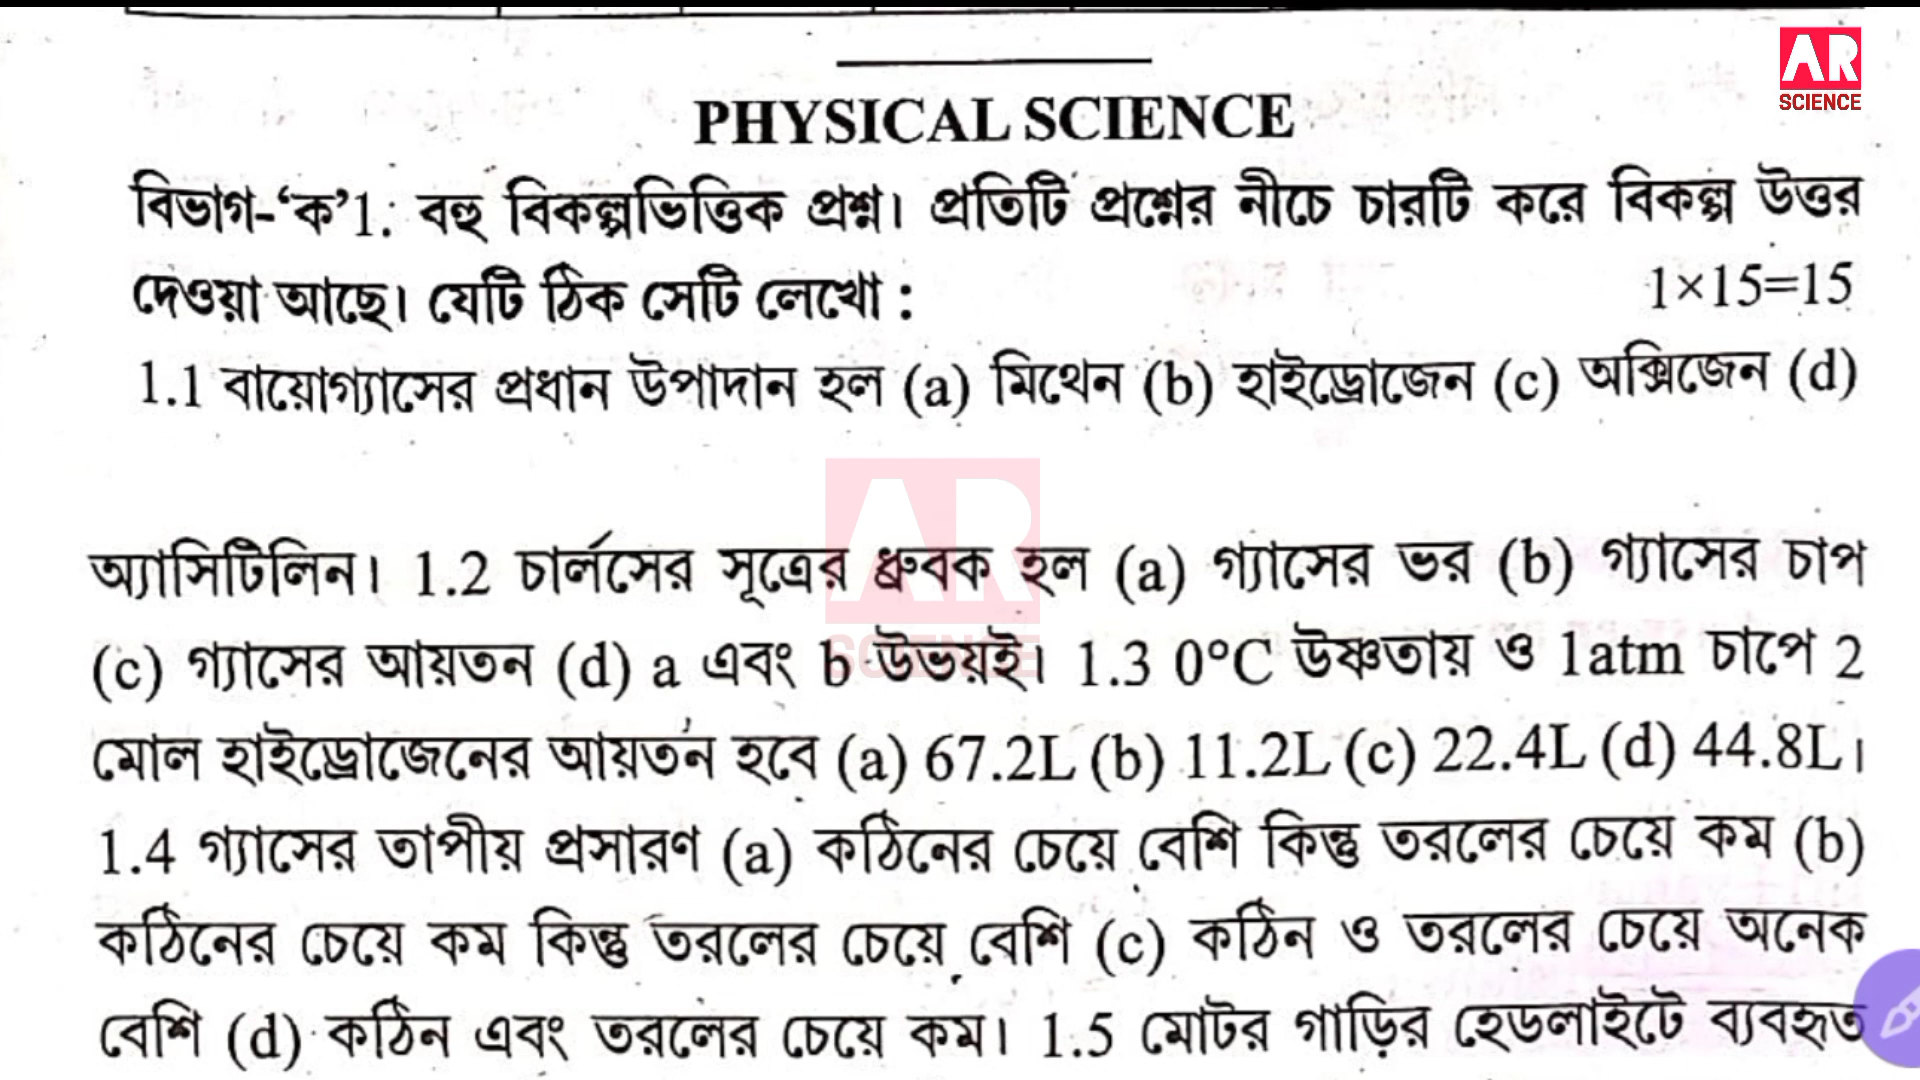 AR
SCIENCE
PHYSICAL SCIENCE
বিভাগ-‘ক’1. বহু বিকল্পভিত্তিক প্রশ্ন। প্রতিটি প্রশ্নের নীচে চারটি করে বিকল্প উত্তর
দেওয়া আছে। যেটি ঠিক সেটি লেখো : 1×15=15
1.1 বায়োগ্যাসের প্রধান উপাদান হল (a) মিথেন (b) হাইড্রোজেন (c) অক্সিজেন (d)
অ্যাসিটিলিন। 1.2 চার্লসের সূত্রের ধ্রুবক হল (a) গ্যাসের ভর (b) গ্যাসের চাপ
(c) গ্যাসের আয়তন (d) a এবং b উভয়ই। 1.3 0°C উষ্ণতায় ও 1atm চাপে 2
মোল হাইড্রোজেনের আয়তন হবে (a) 67.2L (b) 11.2L (c) 22.4L (d) 44.8L।
1.4 গ্যাসের তাপীয় প্রসারণ (a) কঠিনের চেয়ে বেশি কিন্তু তরলের চেয়ে কম (b)
কঠিনের চেয়ে কম কিন্তু তরলের চেয়ে বেশি (c) কঠিন ও তরলের চেয়ে অনেক
বেশি (d) কঠিন এবং তরলের চেয়ে কম। 1.5 মোটর গাড়ির হেডলাইটে ব্যবহৃত
AR
SCIENCE